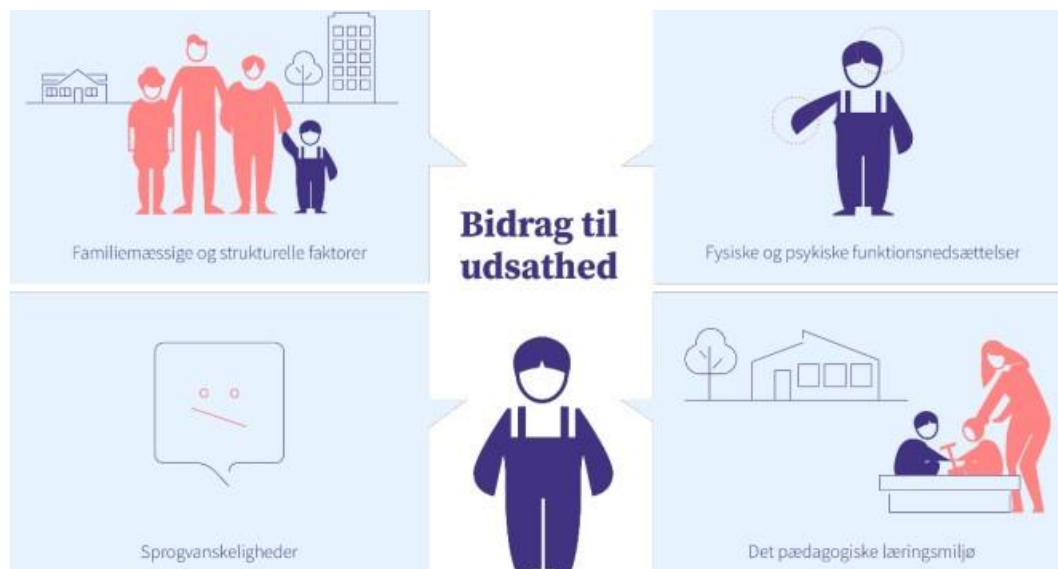 Familiemæssige og strukturelle faktorer
Bidrag til
udsathed
Fysiske og psykiske funktionsnedsættelser
Sprogvanskeligheder
Det pædagogiske læringsmiljø